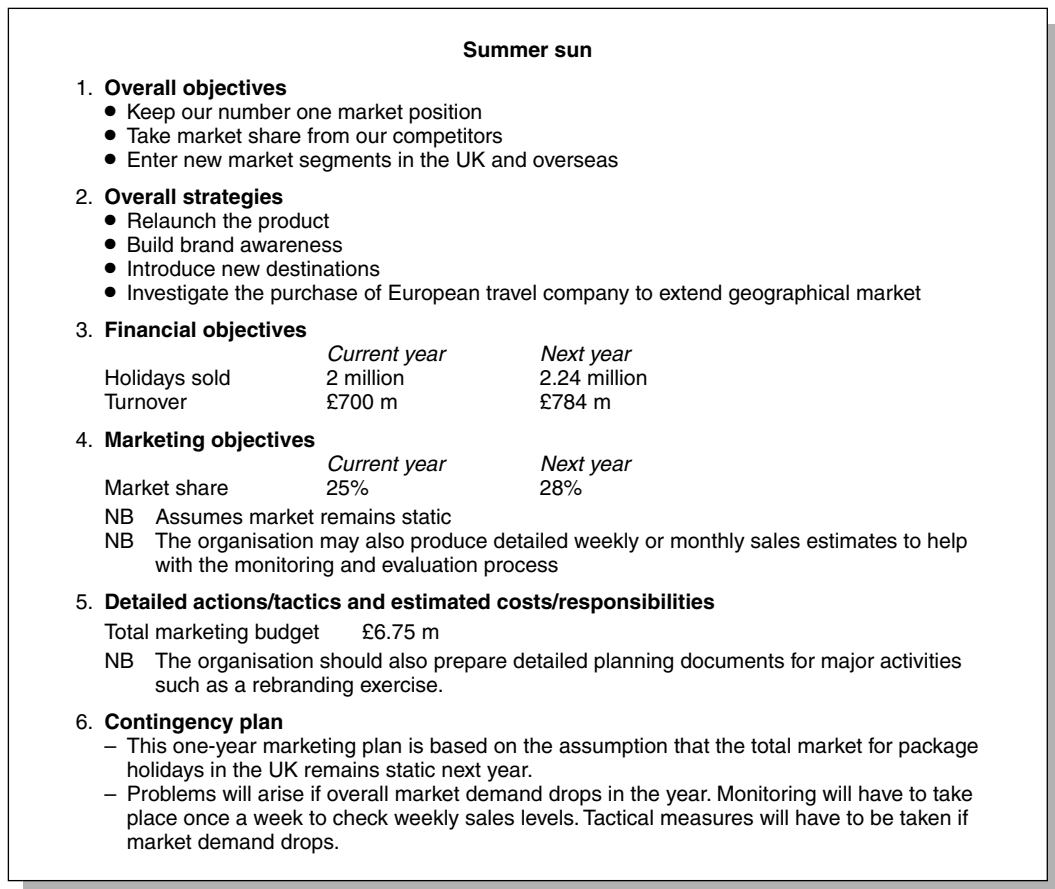 Summer sun
1. Overall objectives
● Keep our number one market position
● Take market share from our competitors
● Enter new market segments in the UK and overseas
2. Overall strategies
● Relaunch the product
● Build brand awareness
● Introduce new destinations
● Investigate the purchase of European travel company to extend geographical market
3. Financial objectives
Current year Next year
Holidays sold 2 million 2.24 million
Turnover £700 m £784 m
4. Marketing objectives
Current year Next year
Market share 25% 28%
NB Assumes market remains static
NB The organisation may also produce detailed weekly or monthly sales estimates to help
with the monitoring and evaluation process
5. Detailed actions/tactics and estimated costs/responsibilities
Total marketing budget £6.75 m
NB The organisation should also prepare detailed planning documents for major activities
such as a rebranding exercise.
6. Contingency plan
– This one-year marketing plan is based on the assumption that the total market for package
holidays in the UK remains static next year.
– Problems will arise if overall market demand drops in the year. Monitoring will have to take
place once a week to check weekly sales levels. Tactical measures will have to be taken if
market demand drops.